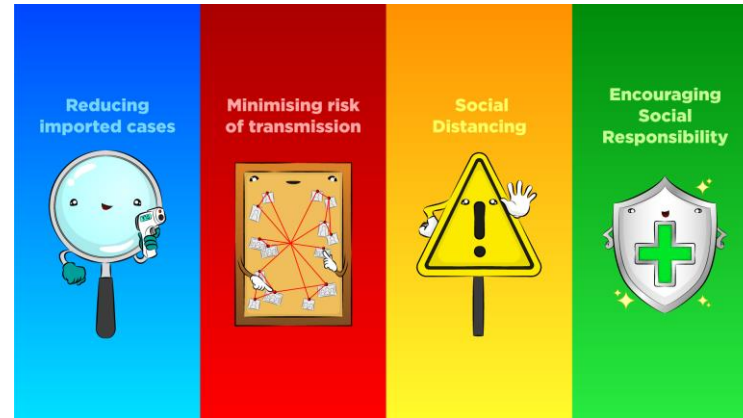 Reducing
imported cases
Minimising risk
of transmission
Social
Distancing
Encouraging
Social
Responsibility